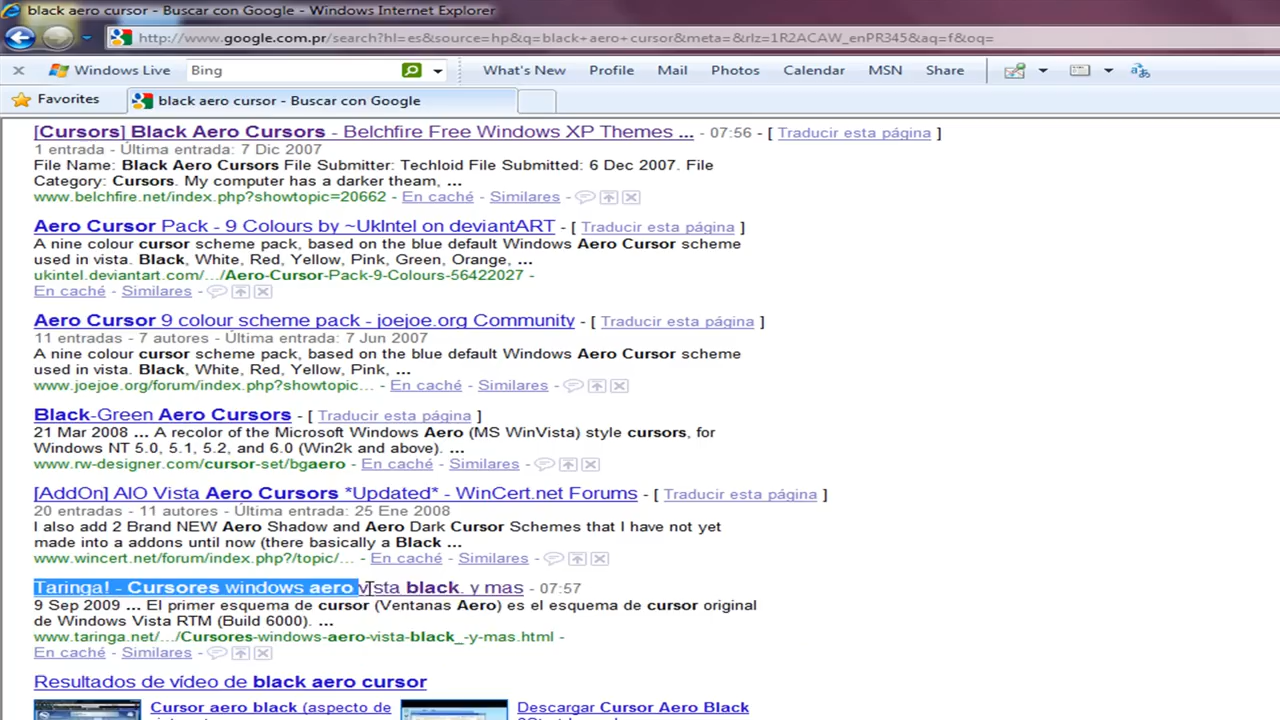 black aero cursor - Buscar con Google - Windows Internet Explorer
http://www.google.com.pr/search?hl=es&source=hp&q=black+aero+cursor&meta=&rlz=1R2ACAW_enPR345&aq=f&oq=
Windows Live Bing What's New Profile Mail Photos Calendar MSN Share
Favorites black aero cursor - Buscar con Google
[Cursors] Black Aero Cursors - Belchfire Free Windows XP Themes ... - 07:56 - [ Traducir esta página ]
1 entrada - Última entrada: 7 Dic 2007
File Name: Black Aero Cursors File Submitter: Techloid File Submitted: 6 Dec 2007. File
Category: Cursors. My computer has a darker theam, ...
www.belchfire.net/index.php?showtopic=20662 - En caché - Similares -
Aero Cursor Pack - 9 Colours by ~UkIntel on deviantART - [ Traducir esta página ]
A nine colour cursor scheme pack, based on the blue default Windows Aero Cursor scheme
used in vista. Black, White, Red, Yellow, Pink, Green, Orange, ...
ukintel.deviantart.com/.../Aero-Cursor-Pack-9-Colours-56422027 -
En caché - Similares -
Aero Cursor 9 colour scheme pack - joejoe.org Community - [ Traducir esta página ]
11 entradas - 7 autores - Última entrada: 7 Jun 2007
A nine colour cursor scheme pack, based on the blue default Windows Aero Cursor scheme
used in vista. Black, White, Red, Yellow, Pink, ...
www.joejoe.org/forum/index.php?showtopic... - En caché - Similares -
Black-Green Aero Cursors - [ Traducir esta página ]
21 Mar 2008 ... A recolor of the Microsoft Windows Aero (MS WinVista) style cursors, for
Windows NT 5.0, 5.1, 5.2, and 6.0 (Win2k and above). ...
www.rw-designer.com/cursor-set/bgaero - En caché - Similares -
[AddOn] AIO Vista Aero Cursors *Updated* - WinCert.net Forums - [ Traducir esta página ]
20 entradas - 11 autores - Última entrada: 25 Ene 2008
I also add 2 Brand NEW Aero Shadow and Aero Dark Cursor Schemes that I have not yet
made into a addons until now (there basically a Black ...
www.wincert.net/forum/index.php?/topic/... - En caché - Similares -
Taringa! - Cursores windows aero vista black. y mas - 07:57
9 Sep 2009 ... El primer esquema de cursor (Ventanas Aero) es el esquema de cursor original
de Windows Vista RTM (Build 6000). ...
www.taringa.net/.../Cursores-windows-aero-vista-black_-y-mas.html -
En caché - Similares -
Resultados de vídeo de black aero cursor
Cursor aero black (aspecto de Descargar Cursor Aero Black